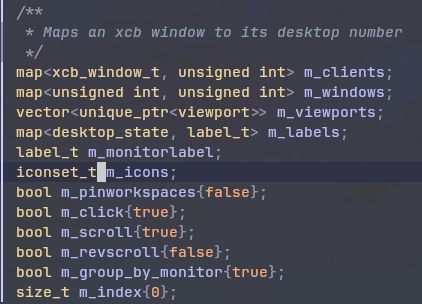 /**
 * Maps an xcb window to its desktop number
 */
map<xcb_window_t, unsigned int> m_clients;
map<unsigned int, unsigned int> m_windows;
vector<unique_ptr<viewport>> m_viewports;
map<desktop_state, label_t> m_labels;
label_t m_monitorlabel;
iconset_t m_icons;
bool m_pinworkspaces{false};
bool m_click{true};
bool m_scroll{true};
bool m_revscroll{false};
bool m_group_by_monitor{true};
size_t m_index{0};